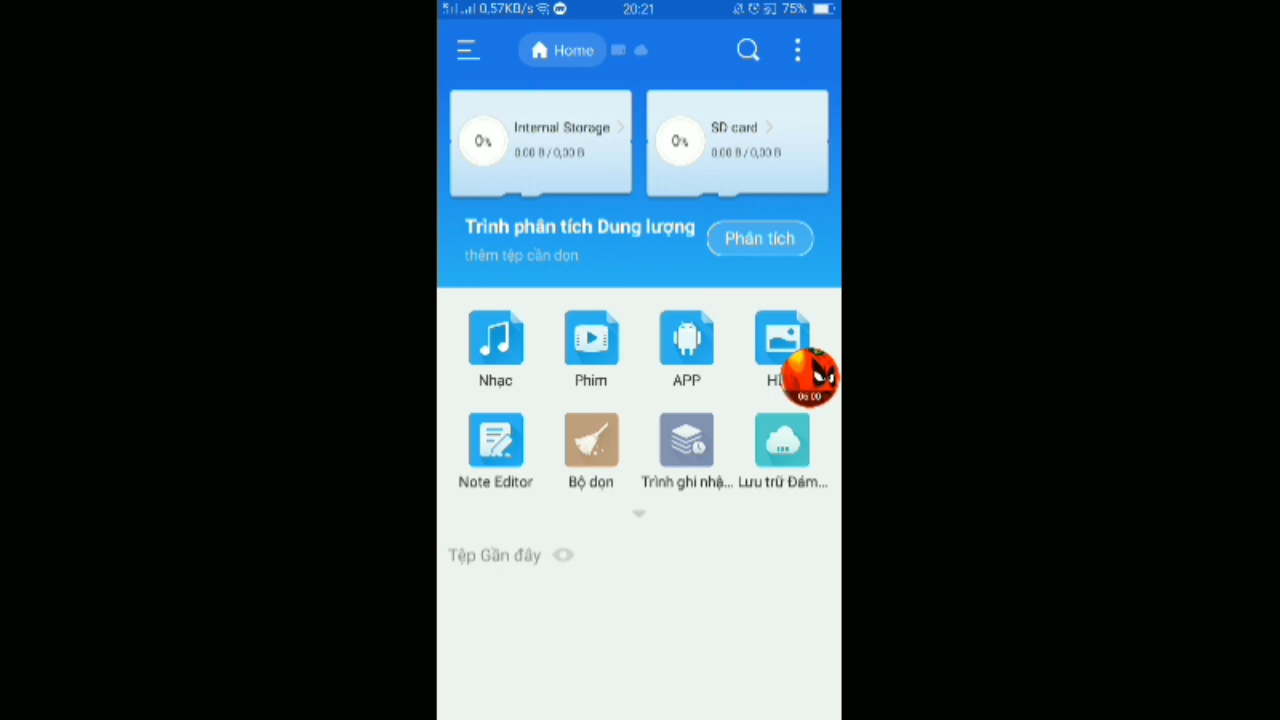 0,57KB/s 20:21 75%
Home
0% Internal Storage
0.00 B / 0,00 B
0% SD card
0.00 B / 0,00 B
Trình phân tích Dung lượng
thêm tệp cần dọn
Phân tích
Nhạc Phim APP
06:00
Note Editor Bộ dọn Trình ghi nhậ... Lưu trữ Đám...
Tệp Gần đây